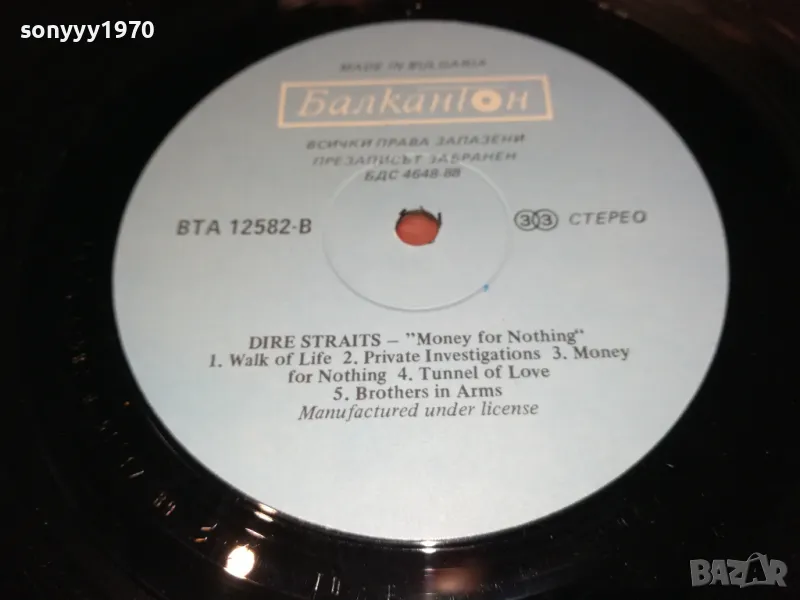 sonyyy1970
MADE IN BULGARIA
Балкантон
ВСИЧКИ ПРАВА ЗАПАЗЕНИ
ПРЕЗАПИСЪТ ЗАБРАНЕН
БДС 4648-88
ВТА 12582-В
33 СТЕРЕО
DIRE STRAITS – "Money for Nothing"
1. Walk of Life 2. Private Investigations 3. Money
for Nothing 4. Tunnel of Love
5. Brothers in Arms
Manufactured under license
BAZAR